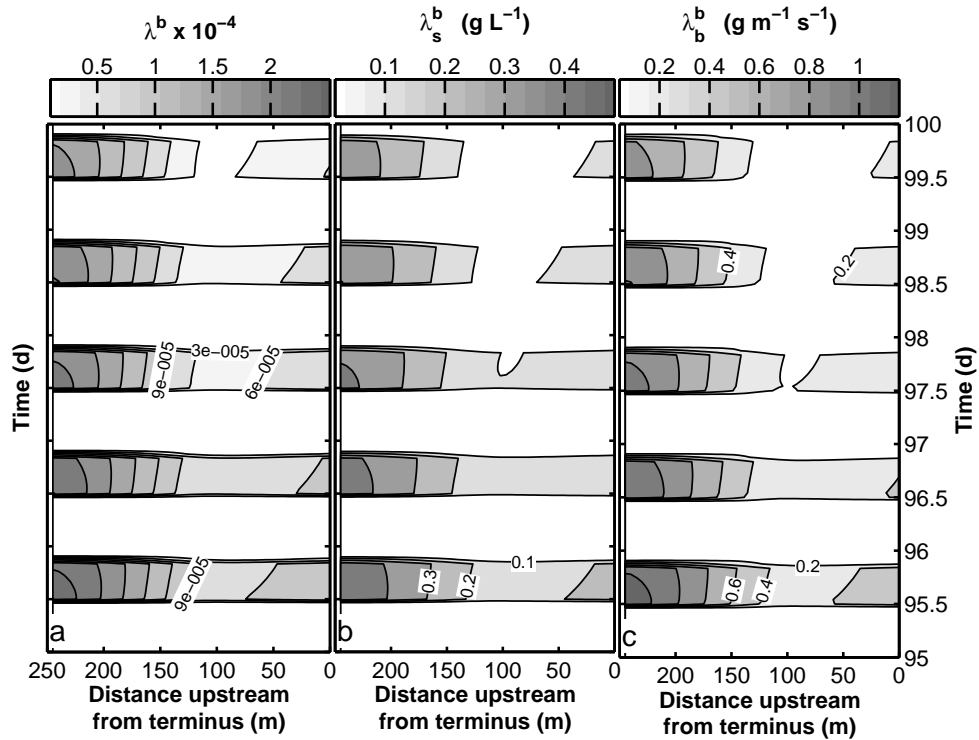 λ^b x 10^−4
λ_s^b (g L^−1)
λ_b^b (g m^−1 s^−1)
0.5 1 1.5 2
0.1 0.2 0.3 0.4
0.2 0.4 0.6 0.8 1
Time (d)
9e−005
3e−005
6e−005
9e−005
a
250 200 150 100 50 0
Distance upstream
from terminus (m)
0.3
0.2
0.1
b
200 150 100 50 0
Distance upstream
from terminus (m)
0.4
0.2
0.6
0.4
0.2
c
200 150 100 50 0
Distance upstream
from terminus (m)
100
99.5
99
98.5
98
97.5
97
96.5
96
95.5
95
Time (d)